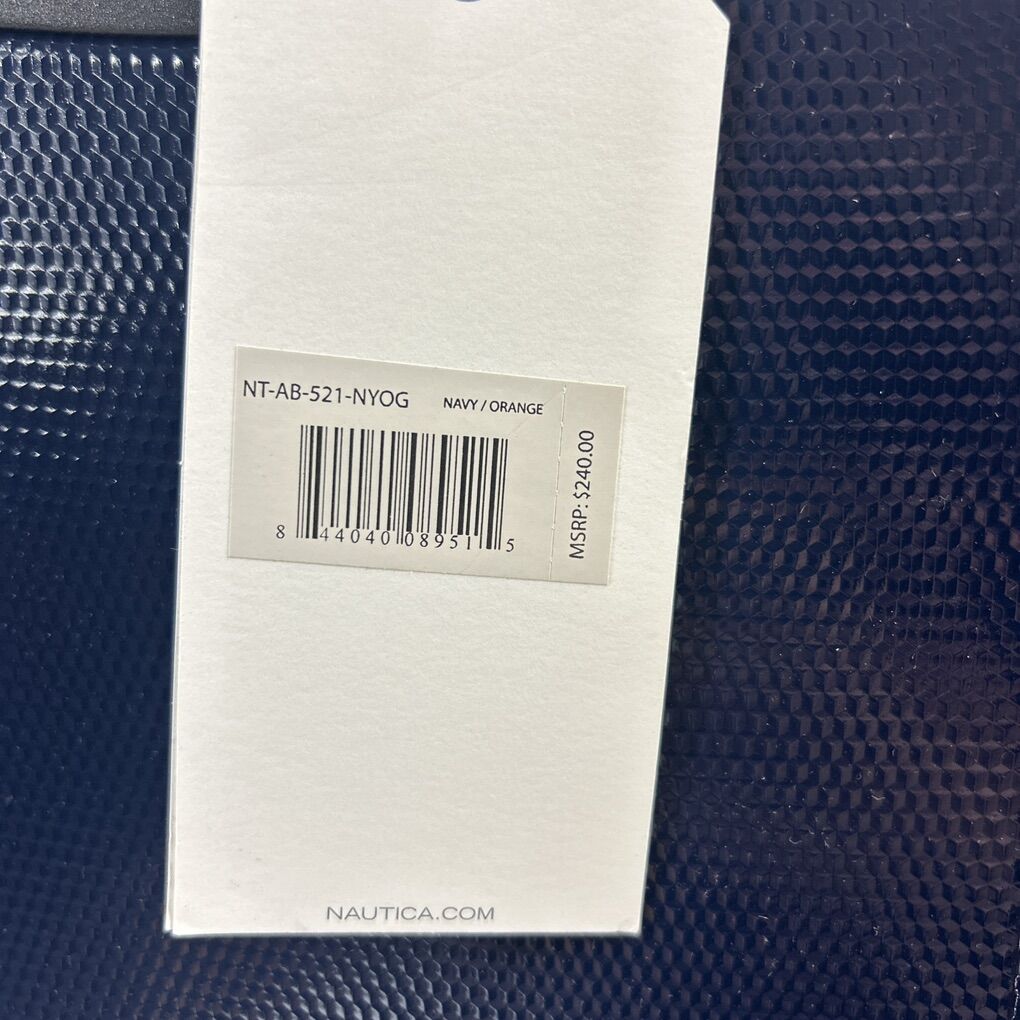 NT-AB-521-NYOG NAVY / ORANGE
8 44040 08951 5
MSRP: $240.00
NAUTICA.COM